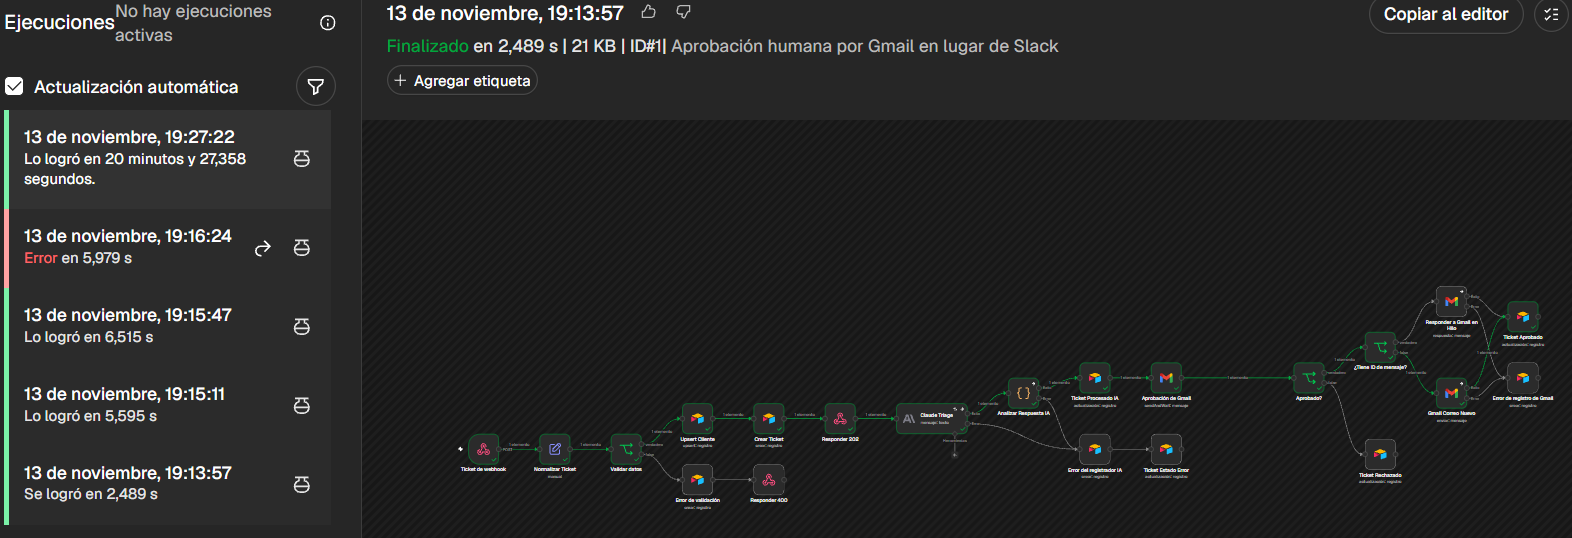 Ejecuciones
No hay ejecuciones
activas
Actualización automática
13 de noviembre, 19:27:22
Lo logró en 20 minutos y 27,358
segundos.
13 de noviembre, 19:16:24
Error en 5,979 s
13 de noviembre, 19:15:47
Lo logró en 6,515 s
13 de noviembre, 19:15:11
Lo logró en 5,595 s
13 de noviembre, 19:13:57
Se logró en 2,489 s
13 de noviembre, 19:13:57
Copiar al editor
Finalizado en 2,489 s | 21 KB | ID#1| Aprobación humana por Gmail en lugar de Slack
+ Agregar etiqueta
Ticket de webhook
Normalizar Ticket
manual
Validar datos
Upsert Cliente
Crear Ticket
Responder 202
Error de validación
Responder 400
Claude Triage
Analizar Respuesta IA
Ticket Procesado IA
Aprobación de Gmail
Error del registrador IA
Ticket Estado Error
Aprobado?
¿Tiene ID de mensaje?
Ticket Rechazado
Responder a Gmail en
Hilo
Gmail Correo Nuevo
Ticket Aprobado
Error de registro de Gmail